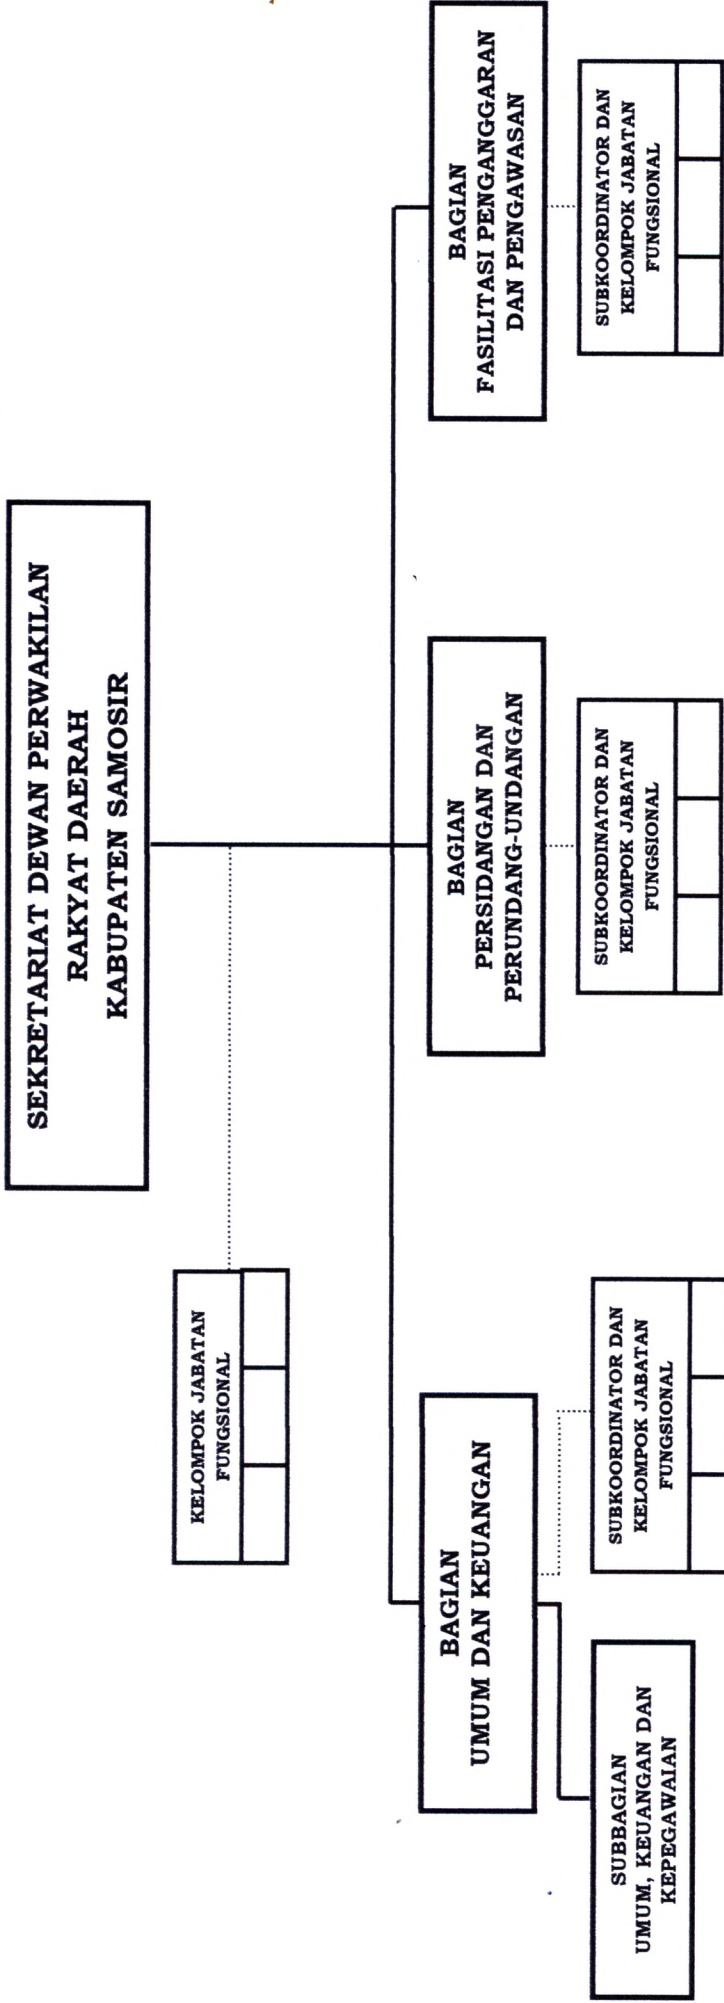 SEKRETARIAT DEWAN PERWAKILAN
RAKYAT DAERAH
KABUPATEN SAMOSIR
KELOMPOK JABATAN
FUNGSIONAL
BAGIAN
UMUM DAN KEUANGAN
BAGIAN
PERSIDANGAN DAN
PERUNDANG-UNDANGAN
BAGIAN
FASILITASI PENGANGGARAN
DAN PENGAWASAN
SUBBAGIAN
UMUM, KEUANGAN DAN
KEPEGAWAIAN
SUBKOORDINATOR DAN
KELOMPOK JABATAN
FUNGSIONAL
SUBKOORDINATOR DAN
KELOMPOK JABATAN
FUNGSIONAL
SUBKOORDINATOR DAN
KELOMPOK JABATAN
FUNGSIONAL